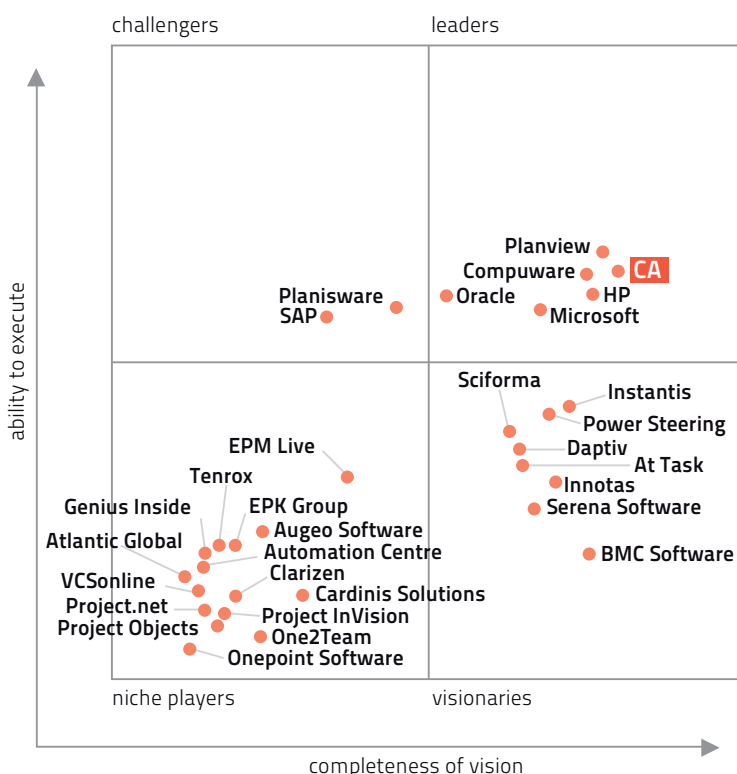 challengers
leaders
ability to execute
Planview
CA
Compuware
HP
Planisware
Oracle
SAP
Microsoft
Sciforma
Instantis
Power Steering
EPM Live
Daptiv
Tenrox
At Task
Innotas
Genius Inside
EPK Group
Serena Software
Augeo Software
Atlantic Global
Automation Centre
BMC Software
VCSonline
Clarizen
Cardinis Solutions
Project.net
Project InVision
Project Objects
One2Team
Onepoint Software
niche players
visionaries
completeness of vision